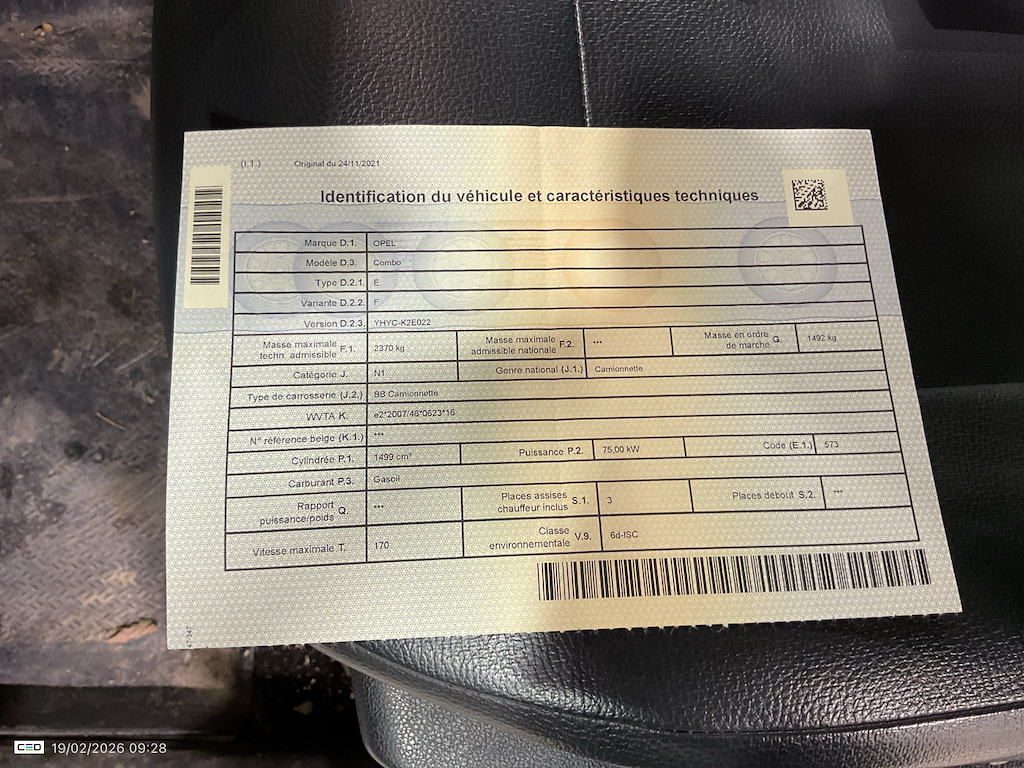 (I.1.) Original du 24/11/2021
Identification du véhicule et caractéristiques techniques
Marque D.1. OPEL
Modèle D.3. Combo
Type D.2.1. E
Variante D.2.2. F
Version D.2.3. YHYC-K2E022
Masse maximale techn. admissible F.1. 2370 kg Masse maximale admissible nationale F.2. *** Masse en ordre de marche G. 1492 kg
Catégorie J. N1 Genre national (J.1.) Camionnette
Type de carrosserie (J.2.) BB Camionnette
WVTA K. e2*2007/46*0623*16
N° référence belge (K.1.) ***
Cylindrée P.1. 1499 cm³ Puissance P.2. 75,00 kW Code (E.1.) 573
Carburant P.3. Gasoil
Rapport puissance/poids Q. *** Places assises chauffeur inclus S.1. 3 Places debout S.2. ***
Vitesse maximale T. 170 Classe environnementale V.9. 6d-ISC
CEO 19/02/2026 09:28